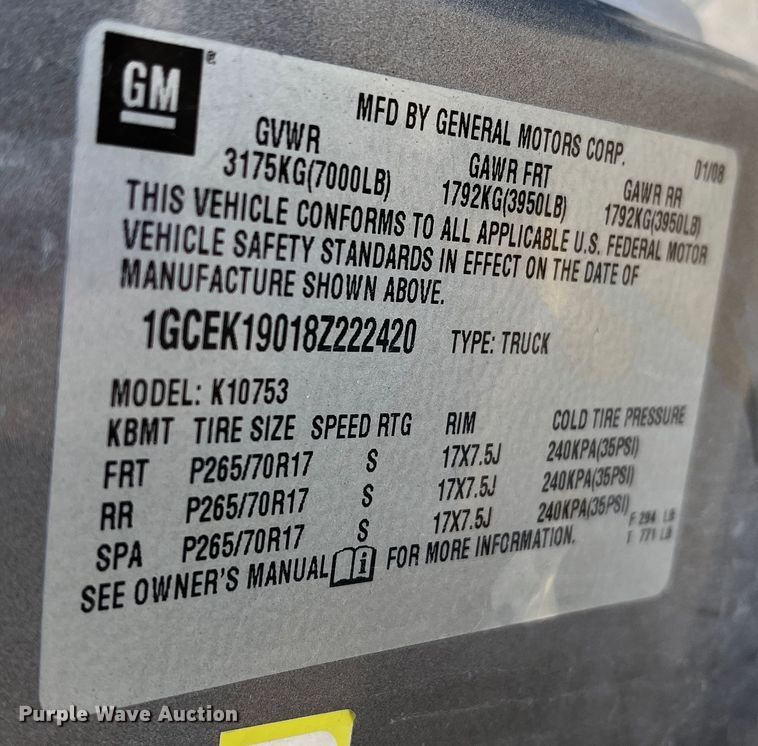 GM ®
MFD BY GENERAL MOTORS CORP. 01/08
GVWR GAWR FRT GAWR RR
3175KG(7000LB) 1792KG(3950LB) 1792KG(3950LB)
THIS VEHICLE CONFORMS TO ALL APPLICABLE U.S. FEDERAL MOTOR
VEHICLE SAFETY STANDARDS IN EFFECT ON THE DATE OF
MANUFACTURE SHOWN ABOVE.
1GCEK19018Z222420 TYPE: TRUCK
MODEL: K10753
KBMT TIRE SIZE SPEED RTG RIM COLD TIRE PRESSURE
FRT P265/70R17 S 17X7.5J 240KPA(35PSI)
RR P265/70R17 S 17X7.5J 240KPA(35PSI)
SPA P265/70R17 S 17X7.5J 240KPA(35PSI)
F 294 LB
T 771 LB
SEE OWNER'S MANUAL i FOR MORE INFORMATION.
Purple Wave Auction